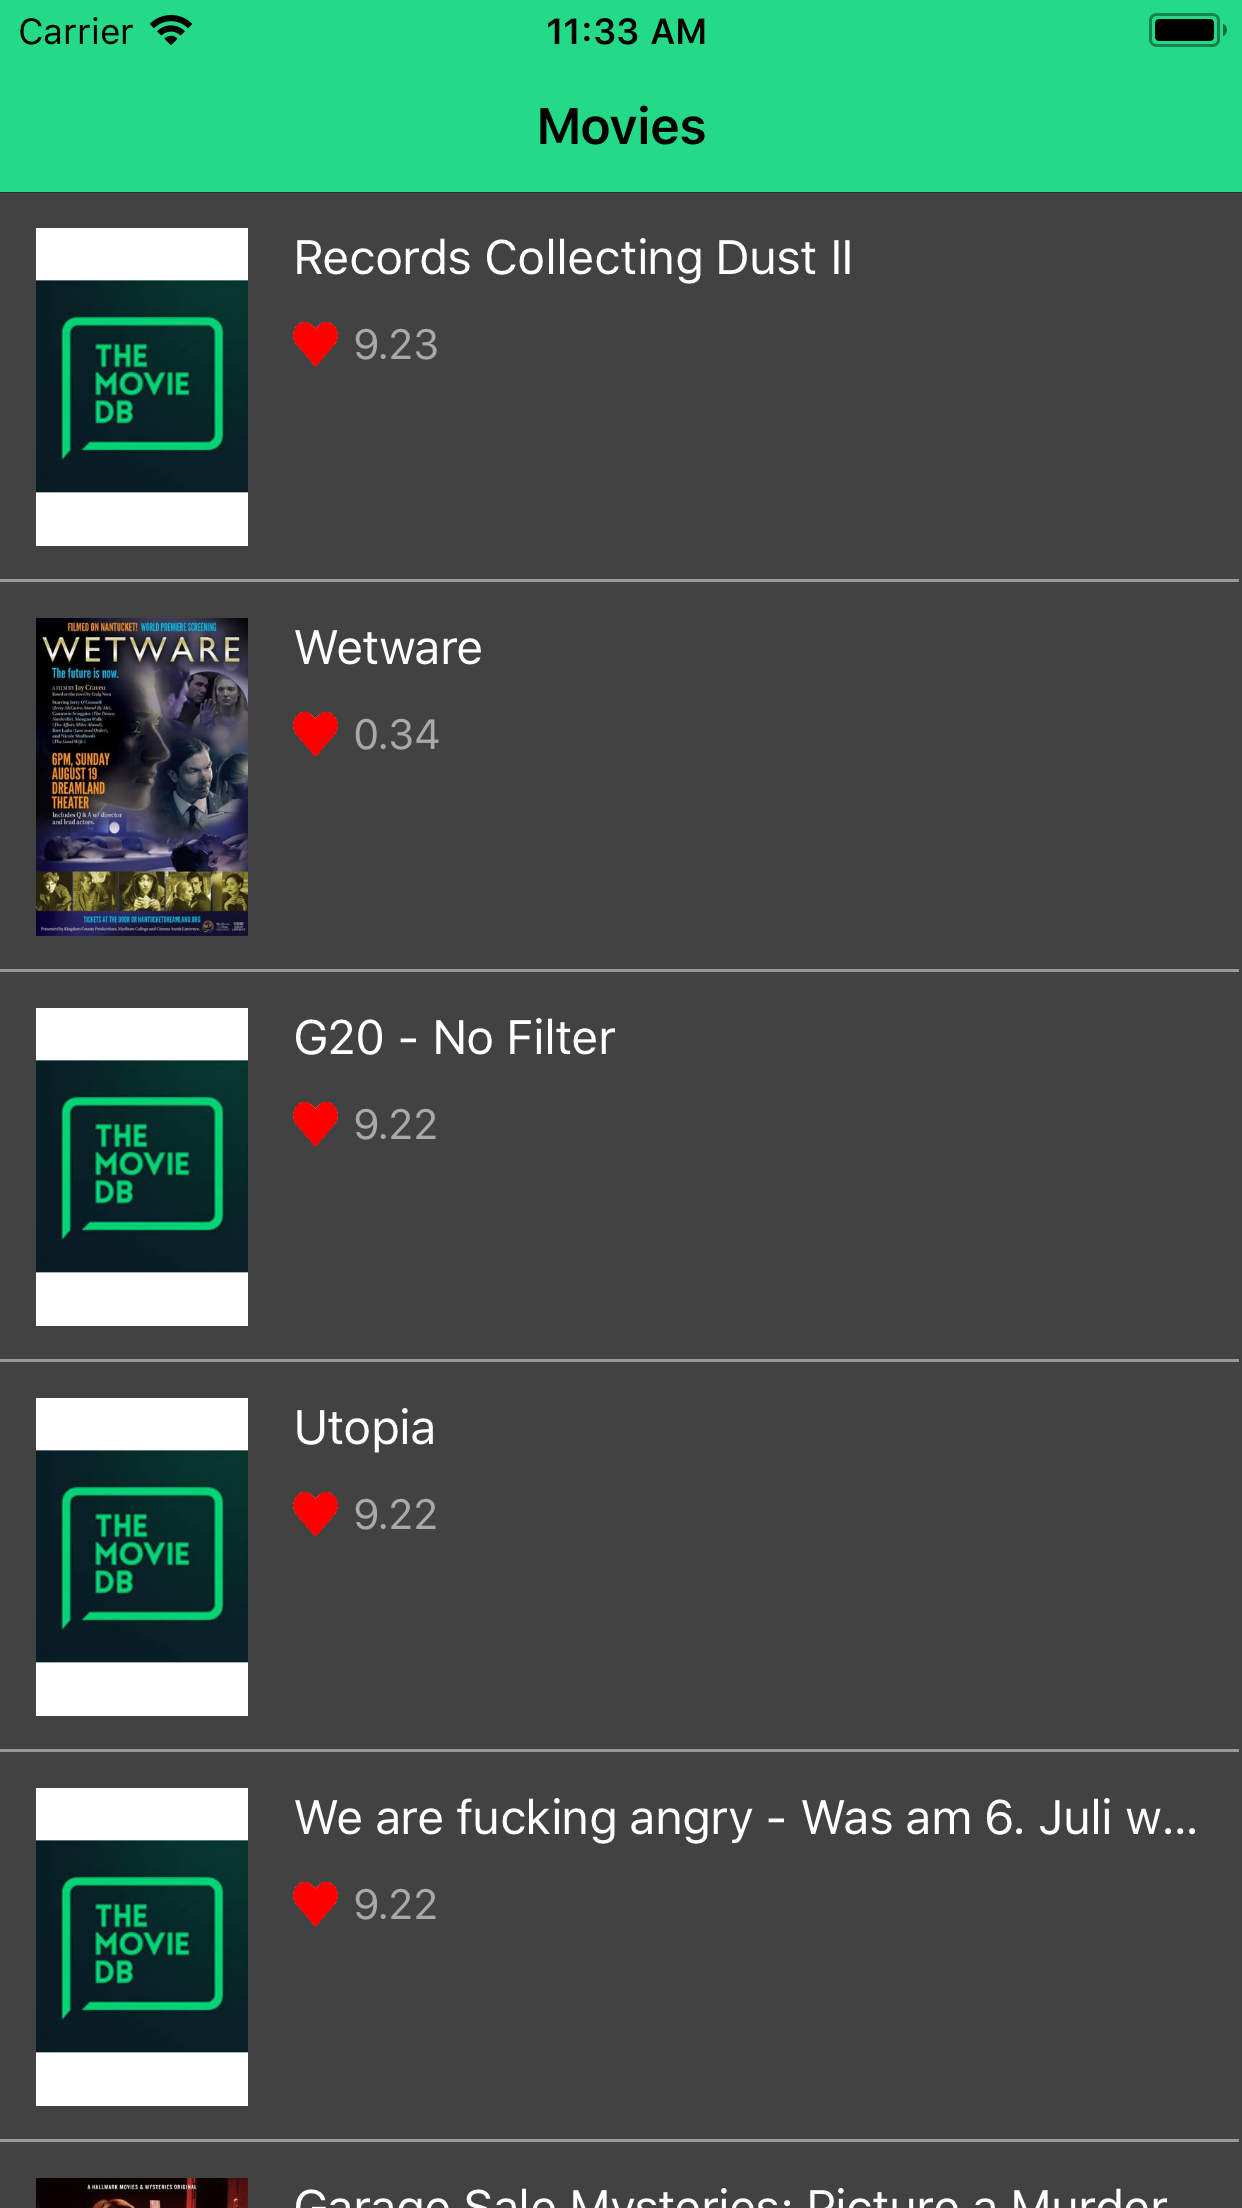 Carrier
11:33 AM
Movies
Records Collecting Dust II
9.23
THE
MOVIE
DB
Wetware
0.34
FILMED ON NANTUCKET! WORLD PREMIERE SCREENING
WETWARE
The future is now.
A FILM BY Jay Craven
6PM, SUNDAY
AUGUST 19
DREAMLAND
THEATER
Includes Q & A w/ director
and lead actors.
TICKETS AT THE DOOR OR NANTUCKETDREAMLAND.ORG
G20 - No Filter
9.22
THE
MOVIE
DB
Utopia
9.22
THE
MOVIE
DB
We are fucking angry - Was am 6. Juli w...
9.22
THE
MOVIE
DB
A HALLMARK MOVIES & MYSTERIES ORIGINAL
Garage Sale Mysteries: Picture a Murder